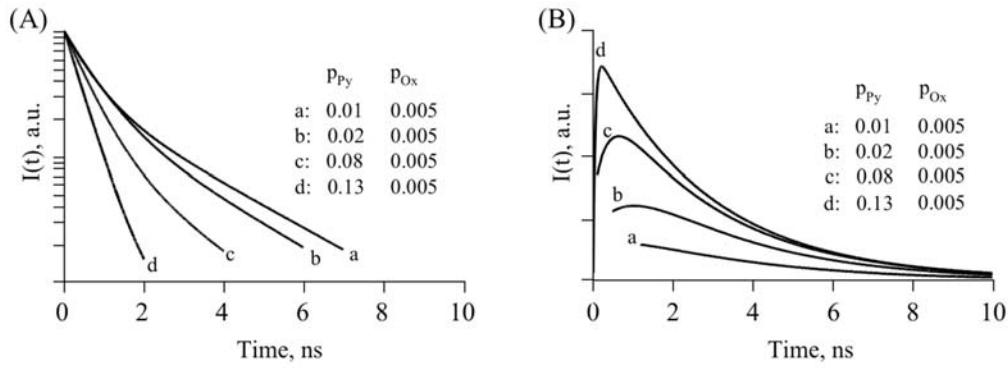 (A)
I(t), a.u.
p_Py p_Ox
a: 0.01 0.005
b: 0.02 0.005
c: 0.08 0.005
d: 0.13 0.005
d
c
b
a
0 2 4 6 8 10
Time, ns
(B)
I(t), a.u.
d
c
b
a
p_Py p_Ox
a: 0.01 0.005
b: 0.02 0.005
c: 0.08 0.005
d: 0.13 0.005
0 2 4 6 8 10
Time, ns